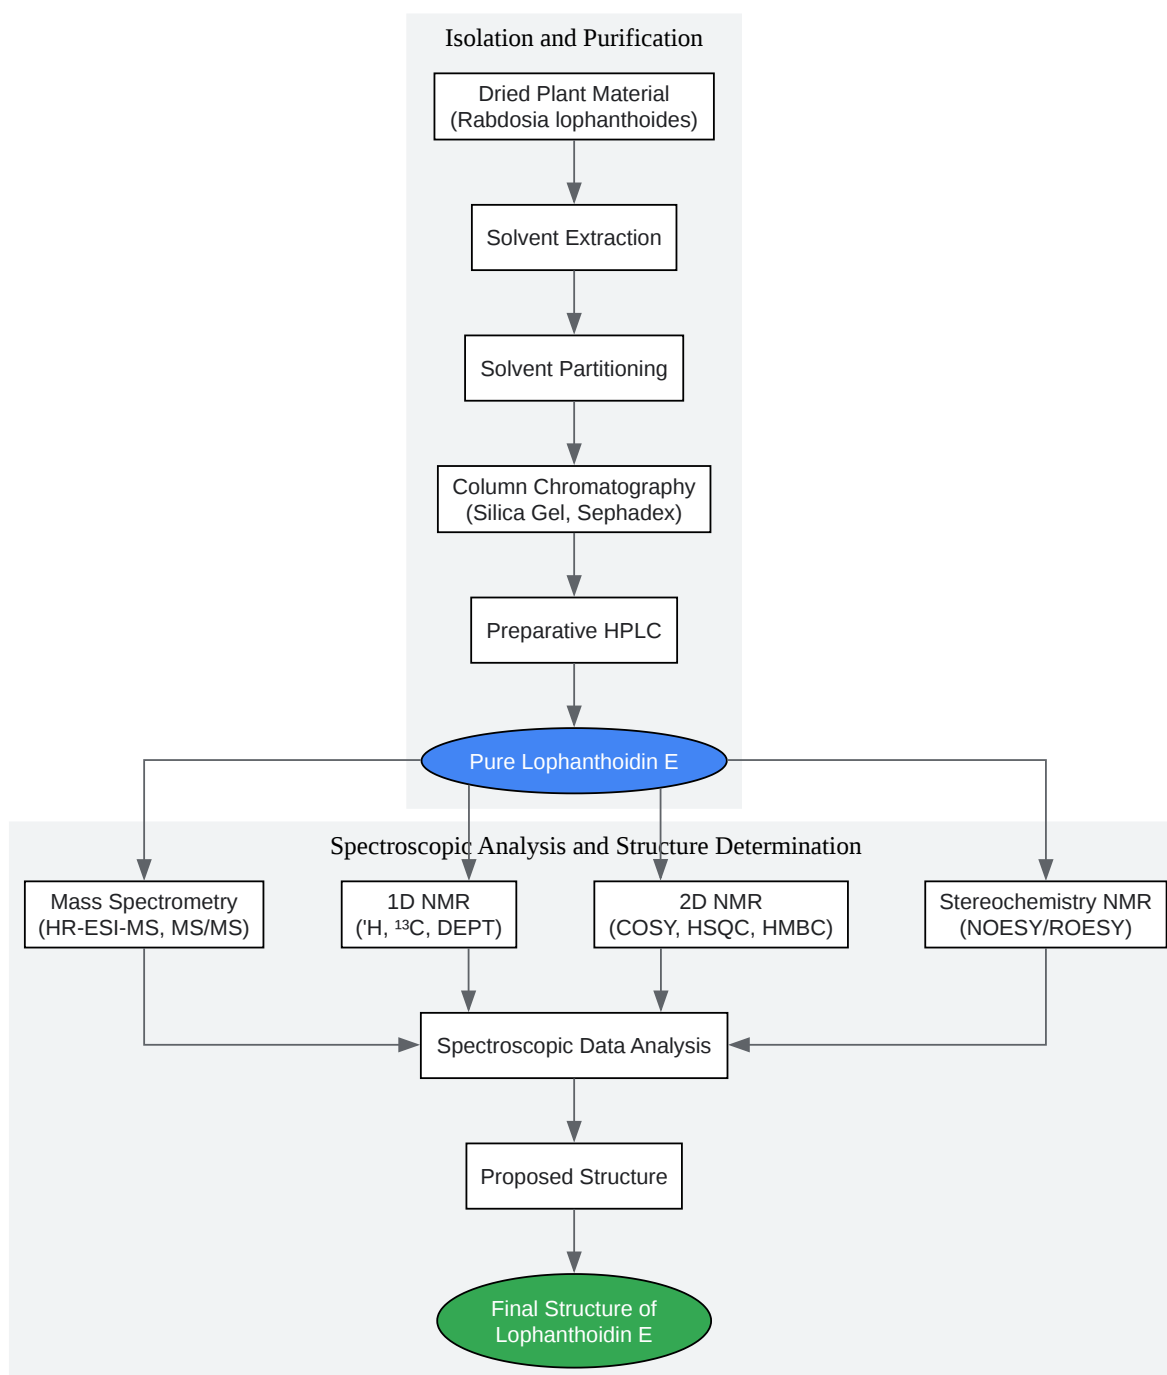 Isolation and Purification
Dried Plant Material
(Rabdosia lophanthoides)
Solvent Extraction
Solvent Partitioning
Column Chromatography
(Silica Gel, Sephadex)
Preparative HPLC
Pure Lophanthoidin E
Spectroscopic Analysis and Structure Determination
Mass Spectrometry
(HR-ESI-MS, MS/MS)
1D NMR
('H, ¹³C, DEPT)
2D NMR
(COSY, HSQC, HMBC)
Stereochemistry NMR
(NOESY/ROESY)
Spectroscopic Data Analysis
Proposed Structure
Final Structure of
Lophanthoidin E